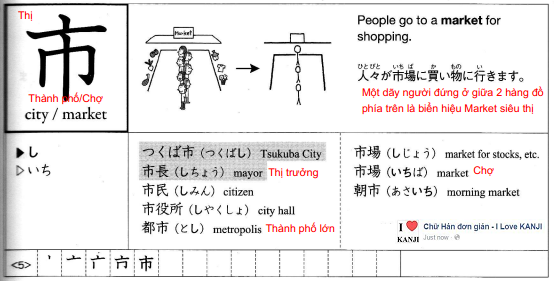 Thị
市
Thành phố/Chợ
city / market
Market
People go to a market for
shopping.
ひとびと いちば か もの い
人々が市場に買い物に行きます。
Một dãy người đứng ở giữa 2 hàng đồ
phía trên là biển hiệu Market siêu thị
▶し
▷いち
つくば市（つくばし） Tsukuba City
市長（しちょう） mayor Thị trưởng
市民（しみん） citizen
市役所（しやくしょ） city hall
都市（とし） metropolis Thành phố lớn
市場（しじょう） market for stocks, etc.
市場（いちば） market Chợ
朝市（あさいち） morning market
I ❤ KANJI
Chữ Hán đơn giản - I Love KANJI
Just now
<5> 丶 亠 亣 市